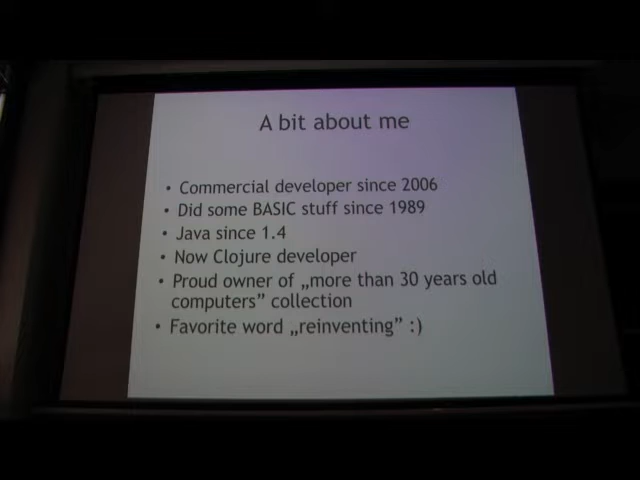 A bit about me
• Commercial developer since 2006
• Did some BASIC stuff since 1989
• Java since 1.4
• Now Clojure developer
• Proud owner of „more than 30 years old
computers” collection
• Favorite word „reinventing” :)